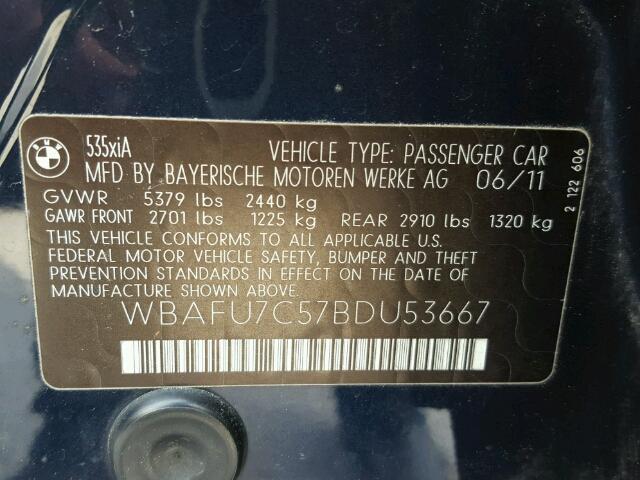 BMW
535xiA VEHICLE TYPE: PASSENGER CAR
MFD BY BAYERISCHE MOTOREN WERKE AG 06/11
GVWR 5379 lbs 2440 kg
GAWR FRONT 2701 lbs 1225 kg REAR 2910 lbs 1320 kg
THIS VEHICLE CONFORMS TO ALL APPLICABLE U.S.
FEDERAL MOTOR VEHICLE SAFETY, BUMPER AND THEFT
PREVENTION STANDARDS IN EFFECT ON THE DATE OF
MANUFACTURE SHOWN ABOVE.
WBAFU7C57BDU53667
2 122 606